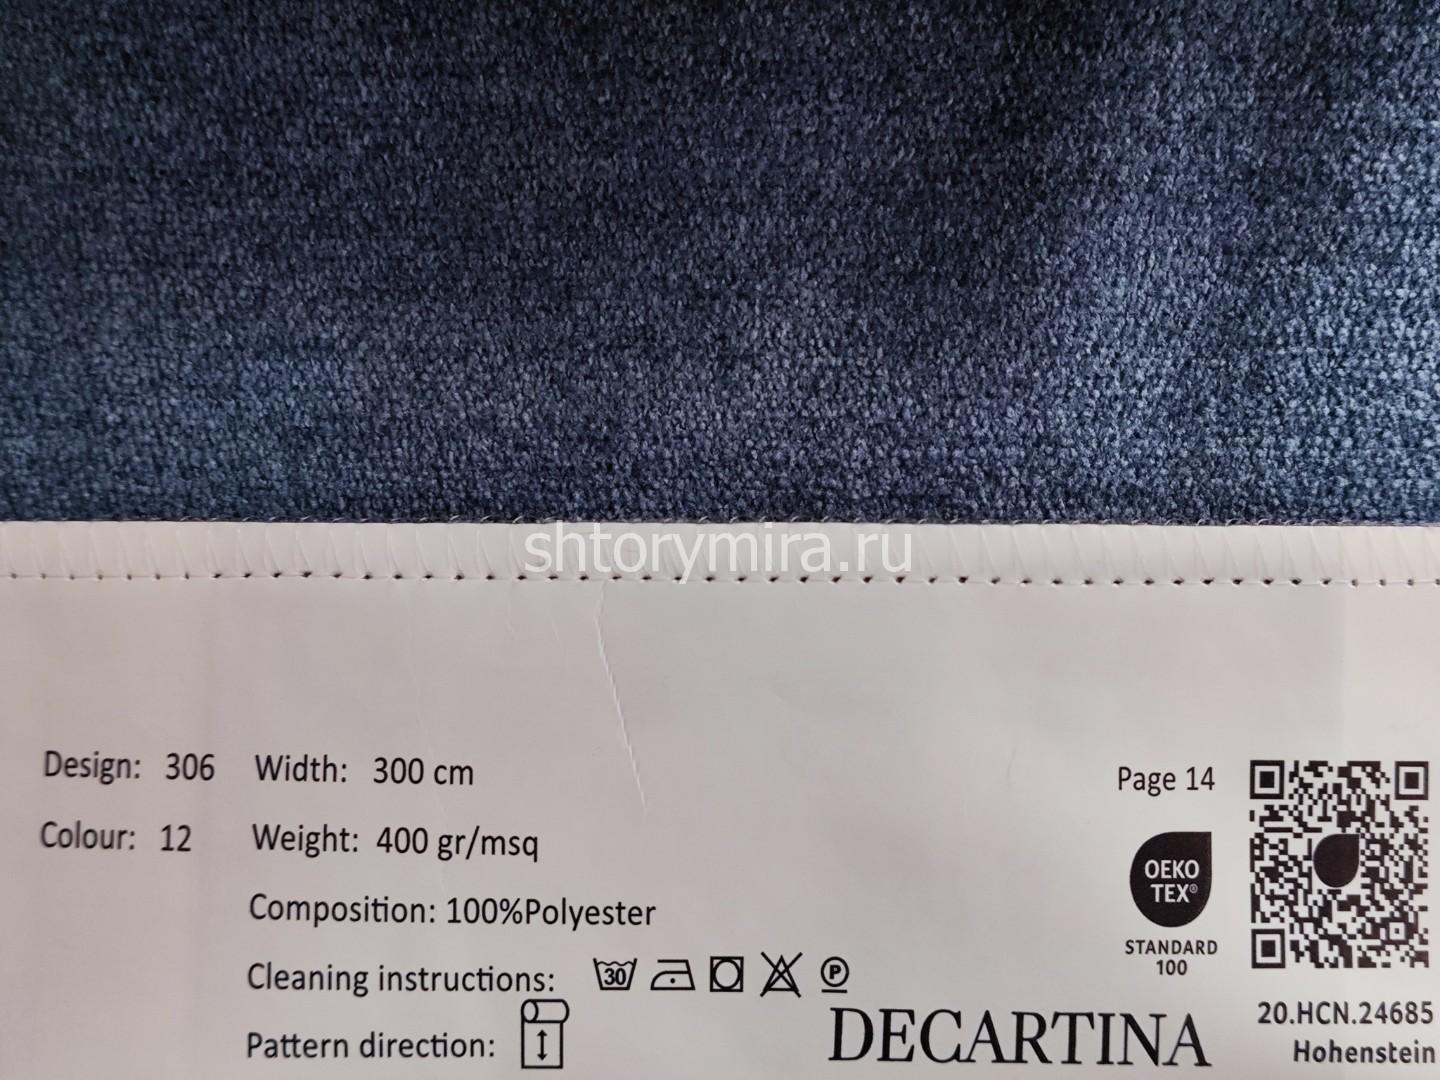 shtorymira.ru
Design: 306 Width: 300 cm
Colour: 12 Weight: 400 gr/msq
Composition: 100%Polyester
Cleaning instructions: 30 P
Pattern direction:
Page 14
OEKO
TEX®
STANDARD
100
DECARTINA
20.HCN.24685
Hohenstein